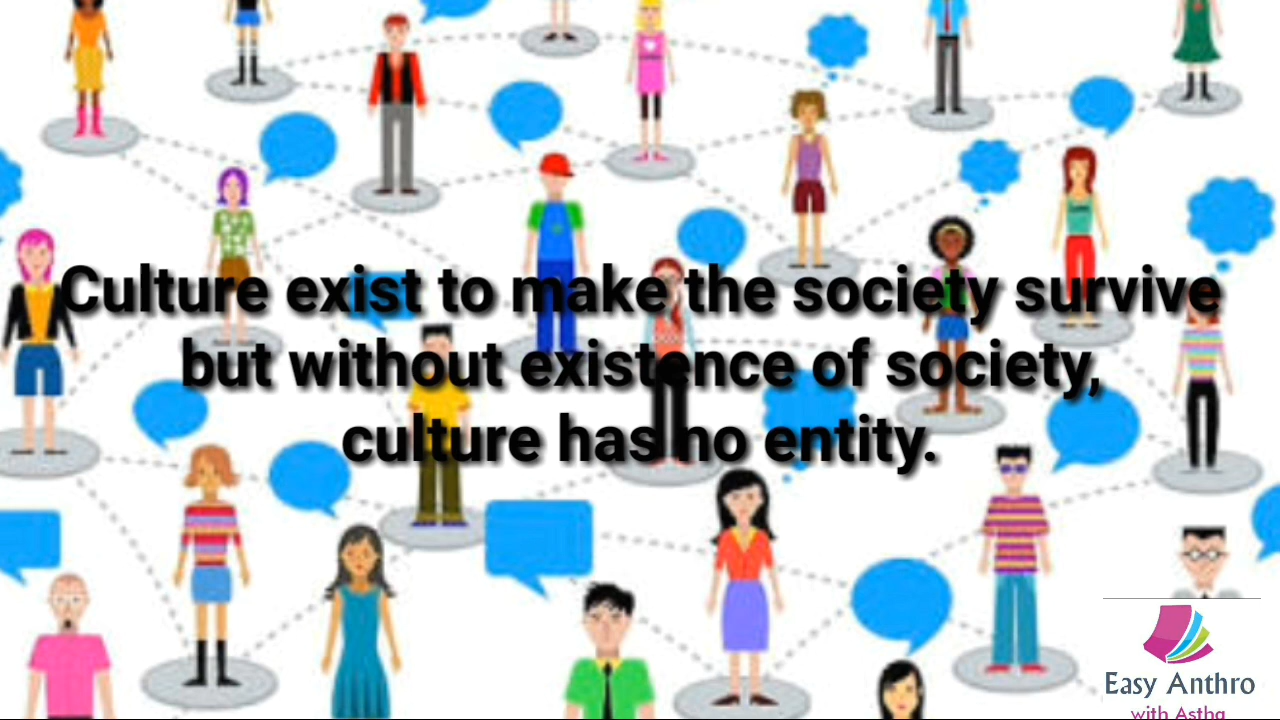 Culture exist to make the society survive
but without existence of society,
culture has no entity.
Easy Anthro
with Astha